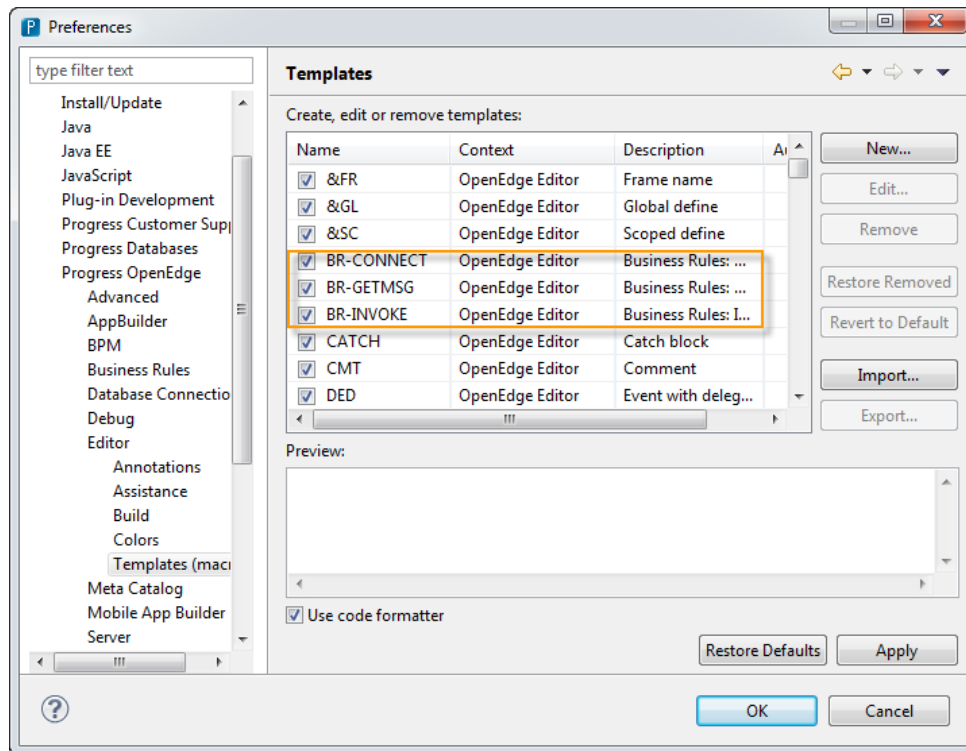 Preferences
type filter text
Install/Update
Java
Java EE
JavaScript
Plug-in Development
Progress Customer Supp
Progress Databases
Progress OpenEdge
Advanced
AppBuilder
BPM
Business Rules
Database Connectio
Debug
Editor
Annotations
Assistance
Build
Colors
Templates (macr
Meta Catalog
Mobile App Builder
Server
Templates
Create, edit or remove templates:
Name Context Description Au
&FR OpenEdge Editor Frame name
&GL OpenEdge Editor Global define
&SC OpenEdge Editor Scoped define
BR-CONNECT OpenEdge Editor Business Rules: ...
BR-GETMSG OpenEdge Editor Business Rules: ...
BR-INVOKE OpenEdge Editor Business Rules: I...
CATCH OpenEdge Editor Catch block
CMT OpenEdge Editor Comment
DED OpenEdge Editor Event with deleg...
New...
Edit...
Remove
Restore Removed
Revert to Default
Import...
Export...
Preview:
Use code formatter
Restore Defaults Apply
OK Cancel